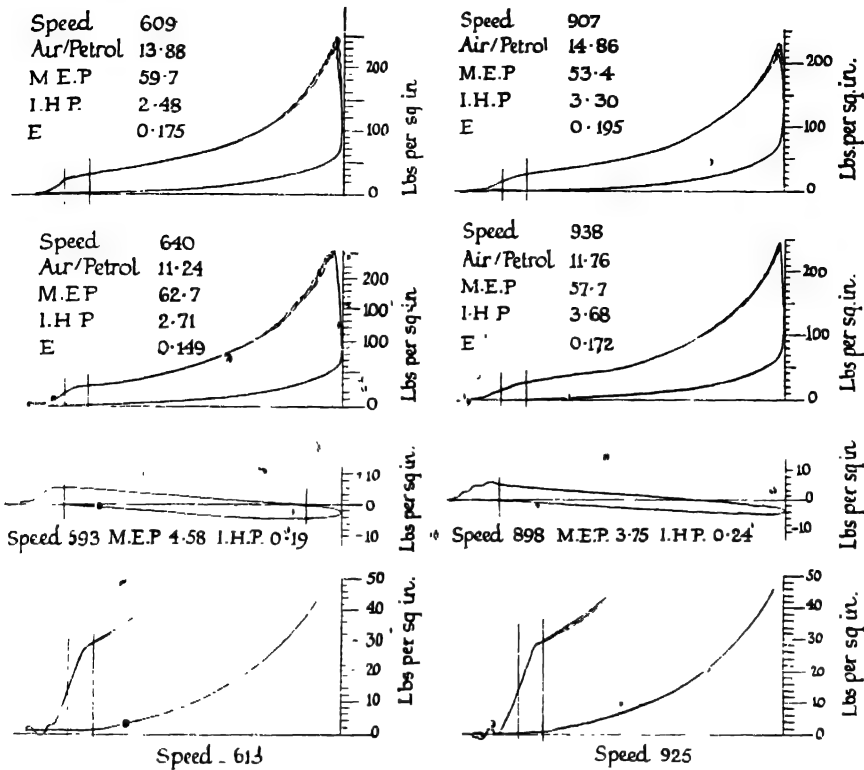 Speed 609
Air/Petrol 13·88
M E.P 59·7
I.H P. 2·48
E 0·175
200
100
0
Lbs per sq in
Speed 907
Air/Petrol 14·86
M.E.P 53·4
I.H.P 3·30
E 0·195
200
100
0
Lbs.per sq.in.
Speed 640
Air/Petrol 11·24
M.E.P 62·7
I.H P 2·71
E 0·149
200
100
100
0
Lbs per sq.in
Speed 938
Air/Petrol 11·76
M.E.P 57·7
I·H P 3·68
E 0·172
200
100
0
Lbs per sq in.
10
0
-10
Lbs per sq in.
Speed 593 M.E.P 4·58 I.H.P. 0·19
10
0
-10
Lbs per sq in
Speed 898 M.E.P. 3·75 I.H P. 0·24
50
40
30
20
10
0
Lbs per sq in.
Speed - 613
50
40
30
20
10
0
Lbs per sq in.
Speed 925